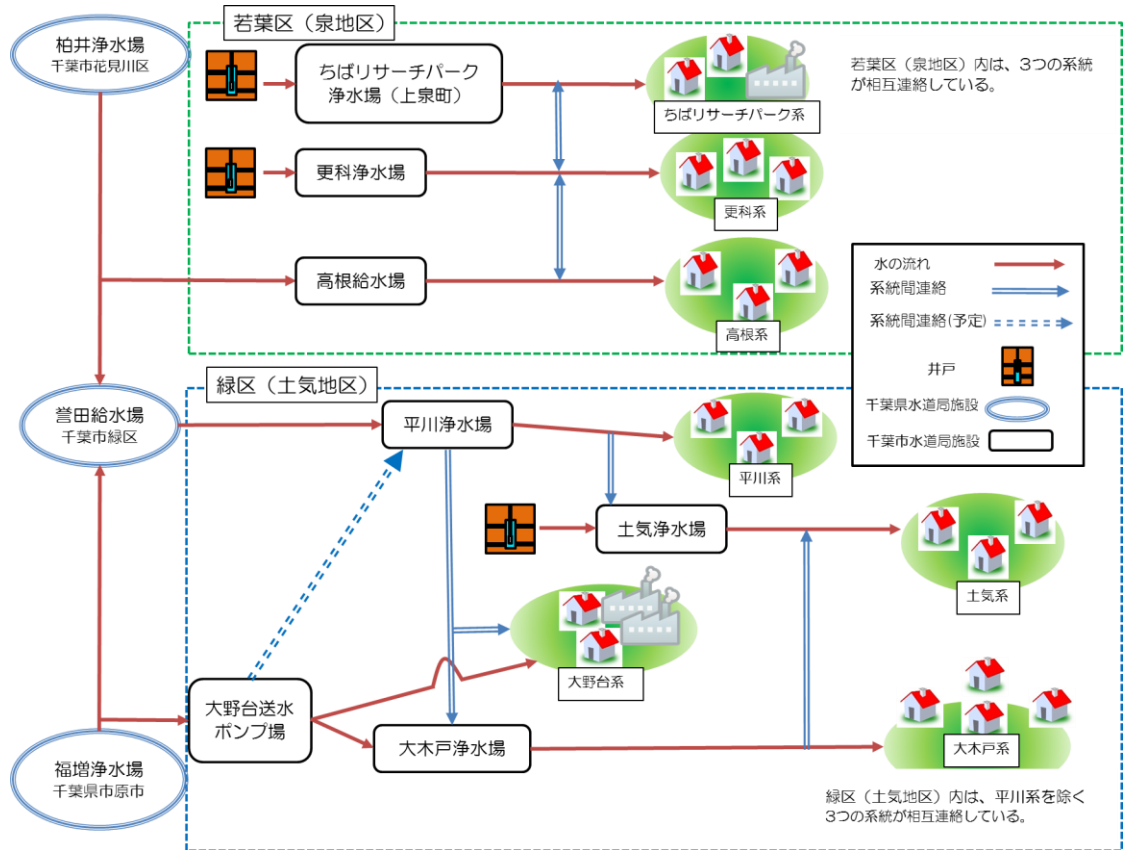 柏井浄水場
千葉市花見川区
若葉区（泉地区）
ちばリサーチパーク
浄水場（上泉町）
ちばリサーチパーク系
若葉区（泉地区）内は、3つの系統
が相互連絡している。
更科浄水場
更科系
高根給水場
高根系
水の流れ
系統間連絡
系統間連絡(予定)
井戸
千葉県水道局施設
千葉市水道局施設
誉田給水場
千葉市緑区
緑区（土気地区）
平川浄水場
平川系
土気浄水場
土気系
大野台系
大野台送水
ポンプ場
大木戸浄水場
大木戸系
福増浄水場
千葉県市原市
緑区（土気地区）内は、平川系を除く
3つの系統が相互連絡している。